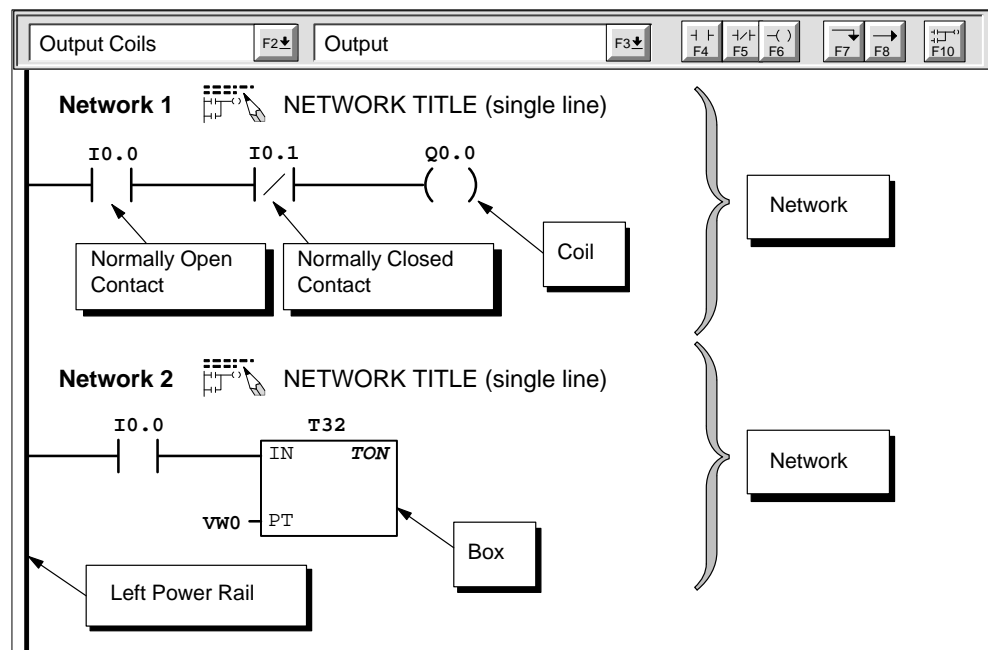 Output Coils F2 Output F3 F4 F5 F6 F7 F8 F10
Network 1 NETWORK TITLE (single line)
I0.0 I0.1 Q0.0
Network
Normally Open
Contact
Normally Closed
Contact
Coil
Network 2 NETWORK TITLE (single line)
I0.0 T32
IN TON
Network
VW0 PT
Box
Left Power Rail